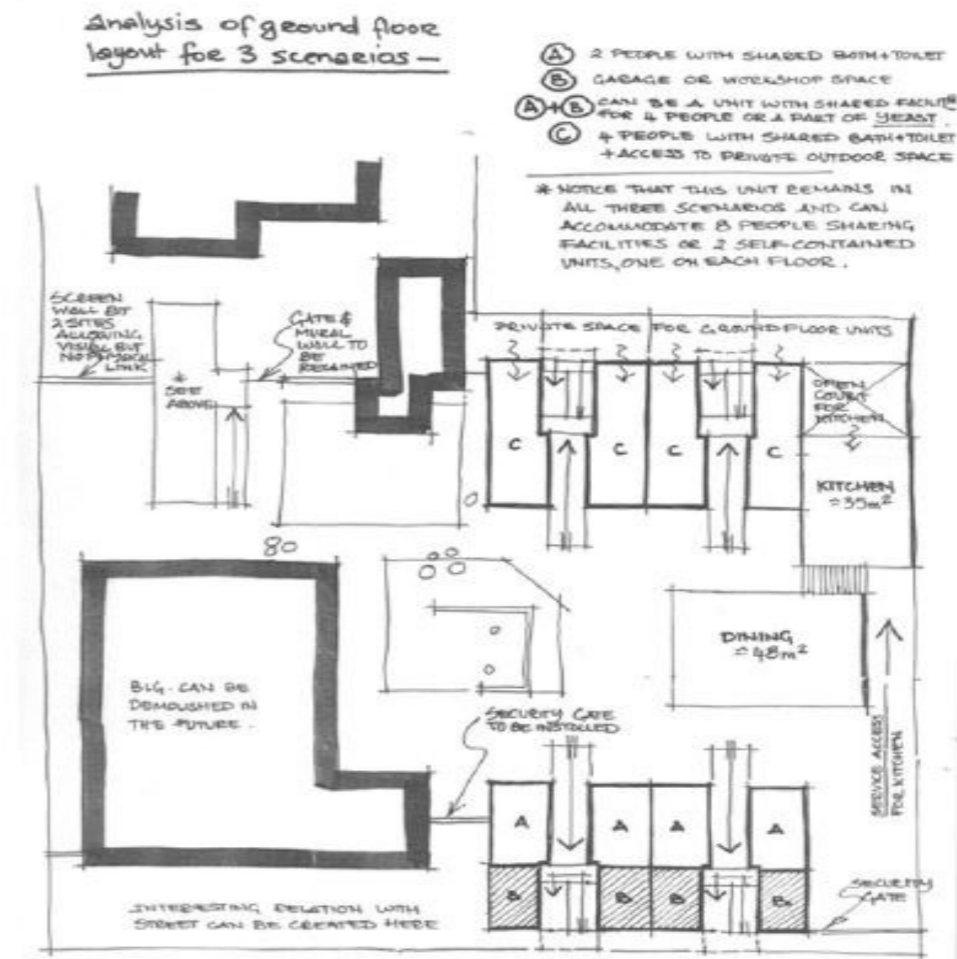 Analysis of ground floor
layout for 3 scenarios —
A 2 PEOPLE WITH SHARED BATH+TOILET
B GARAGE OR WORKSHOP SPACE
A+B CAN BE A UNIT WITH SHARED FACILITS
FOR 4 PEOPLE OR A PART OF YEAST.
C 4 PEOPLE WITH SHARED BATH+TOILET
+ ACCESS TO PRIVATE OUTDOOR SPACE
* NOTICE THAT THIS UNIT REMAINS IN
ALL THREE SCENARIOS AND CAN
ACCOMMODATE 8 PEOPLE SHARING
FACILITIES OR 2 SELF-CONTAINED
UNITS, ONE ON EACH FLOOR.
SCREEN
WALL BT
2 SITES
ALLOWING
VISUAL BUT
NO PHYSICAL
LINK
* SEE
ABOVE
GATE &
MURAL
WALL TO
BE
RETAINED
PRIVATE SPACE FOR GROUND FLOOR UNITS
OPEN
COURT
FOR
KITCHEN
C
C
C
C
KITCHEN
±35m²
80
DINING
±48m²
BLG. CAN BE
DEMOLISHED IN
THE FUTURE.
SECURITY GATE
TO BE INSTALLED
SERVICE ACCESS
FOR KITCHEN
A
A
A
A
B
B
B
B
SECURITY
GATE
INTERESTING RELATION WITH
STREET CAN BE CREATED HERE